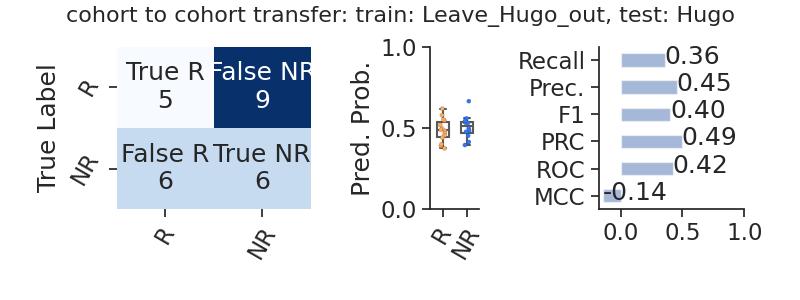 cohort to cohort transfer: train: Leave_Hugo_out, test: Hugo
True Label
R
NR
True R
5
False NR
9
False R
6
True NR
6
R
NR
Pred. Prob.
1.0
0.5
0.0
R
NR
Recall
0.36
Prec.
0.45
F1
0.40
PRC
0.49
ROC
0.42
MCC
-0.14
0.0
0.5
1.0